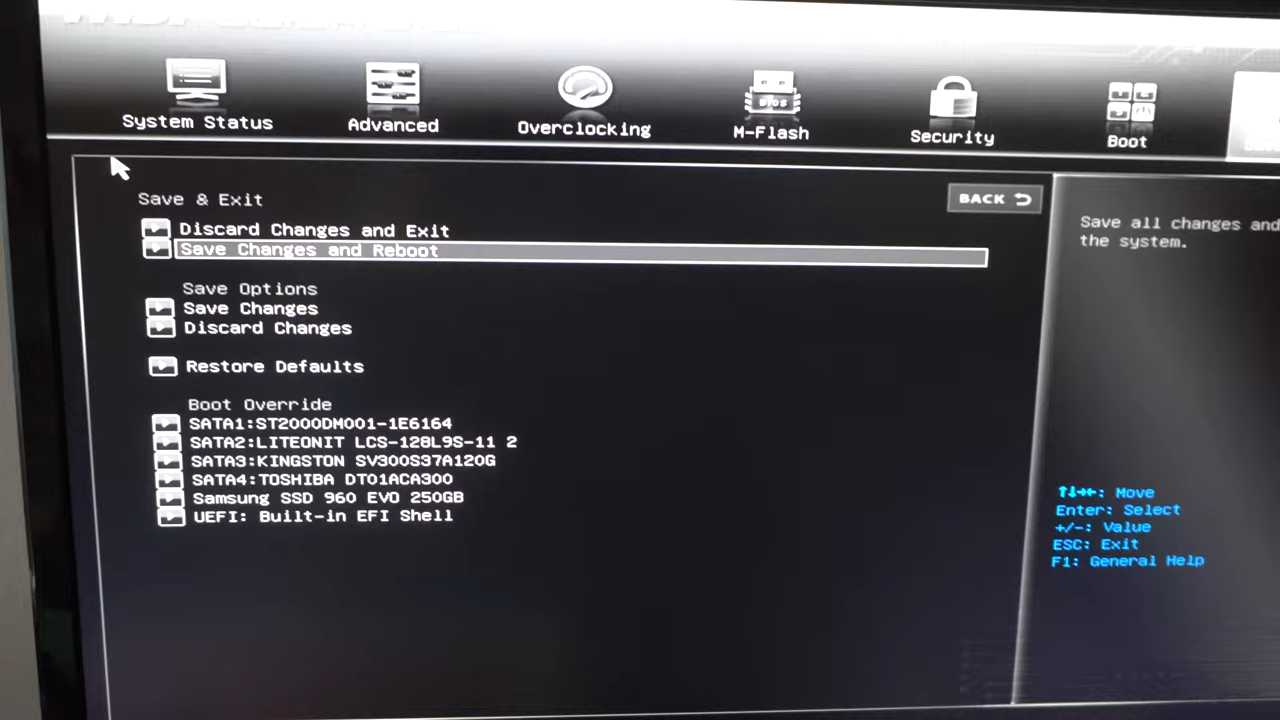 System Status
Advanced
Overclocking
M-Flash
BIOS
Security
Boot
Save & Exit
BACK
Discard Changes and Exit
Save Changes and Reboot
Save Options
Save Changes
Discard Changes
Restore Defaults
Boot Override
SATA1:ST2000DM001-1E6164
SATA2:LITEONIT LCS-128L9S-11 2
SATA3:KINGSTON SV300S37A120G
SATA4:TOSHIBA DT01ACA300
Samsung SSD 960 EVO 250GB
UEFI: Built-in EFI Shell
Save all changes and
the system.
↑↓→←: Move
Enter: Select
+/-: Value
ESC: Exit
F1: General Help